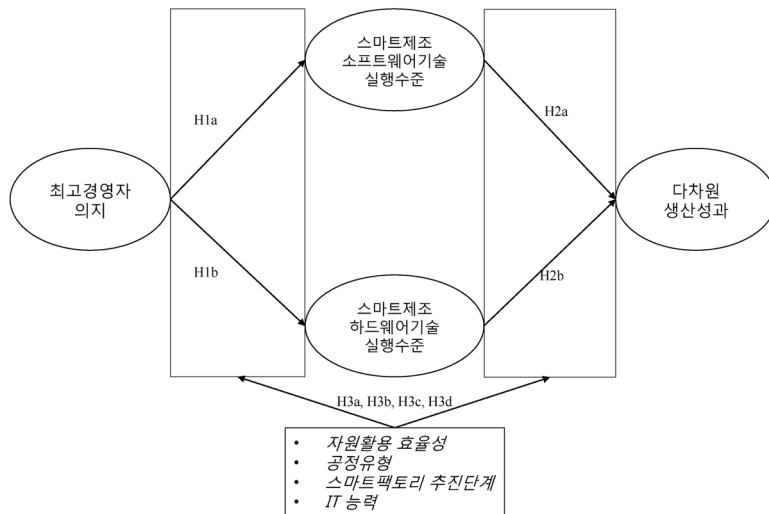 스마트제조
소프트웨어기술
실행수준
H1a
H2a
최고경영자
의지
다차원
생산성과
H1b
H2b
스마트제조
하드웨어기술
실행수준
H3a, H3b, H3c, H3d
• 자원활용 효율성
• 공정유형
• 스마트팩토리 추진단계
• IT 능력